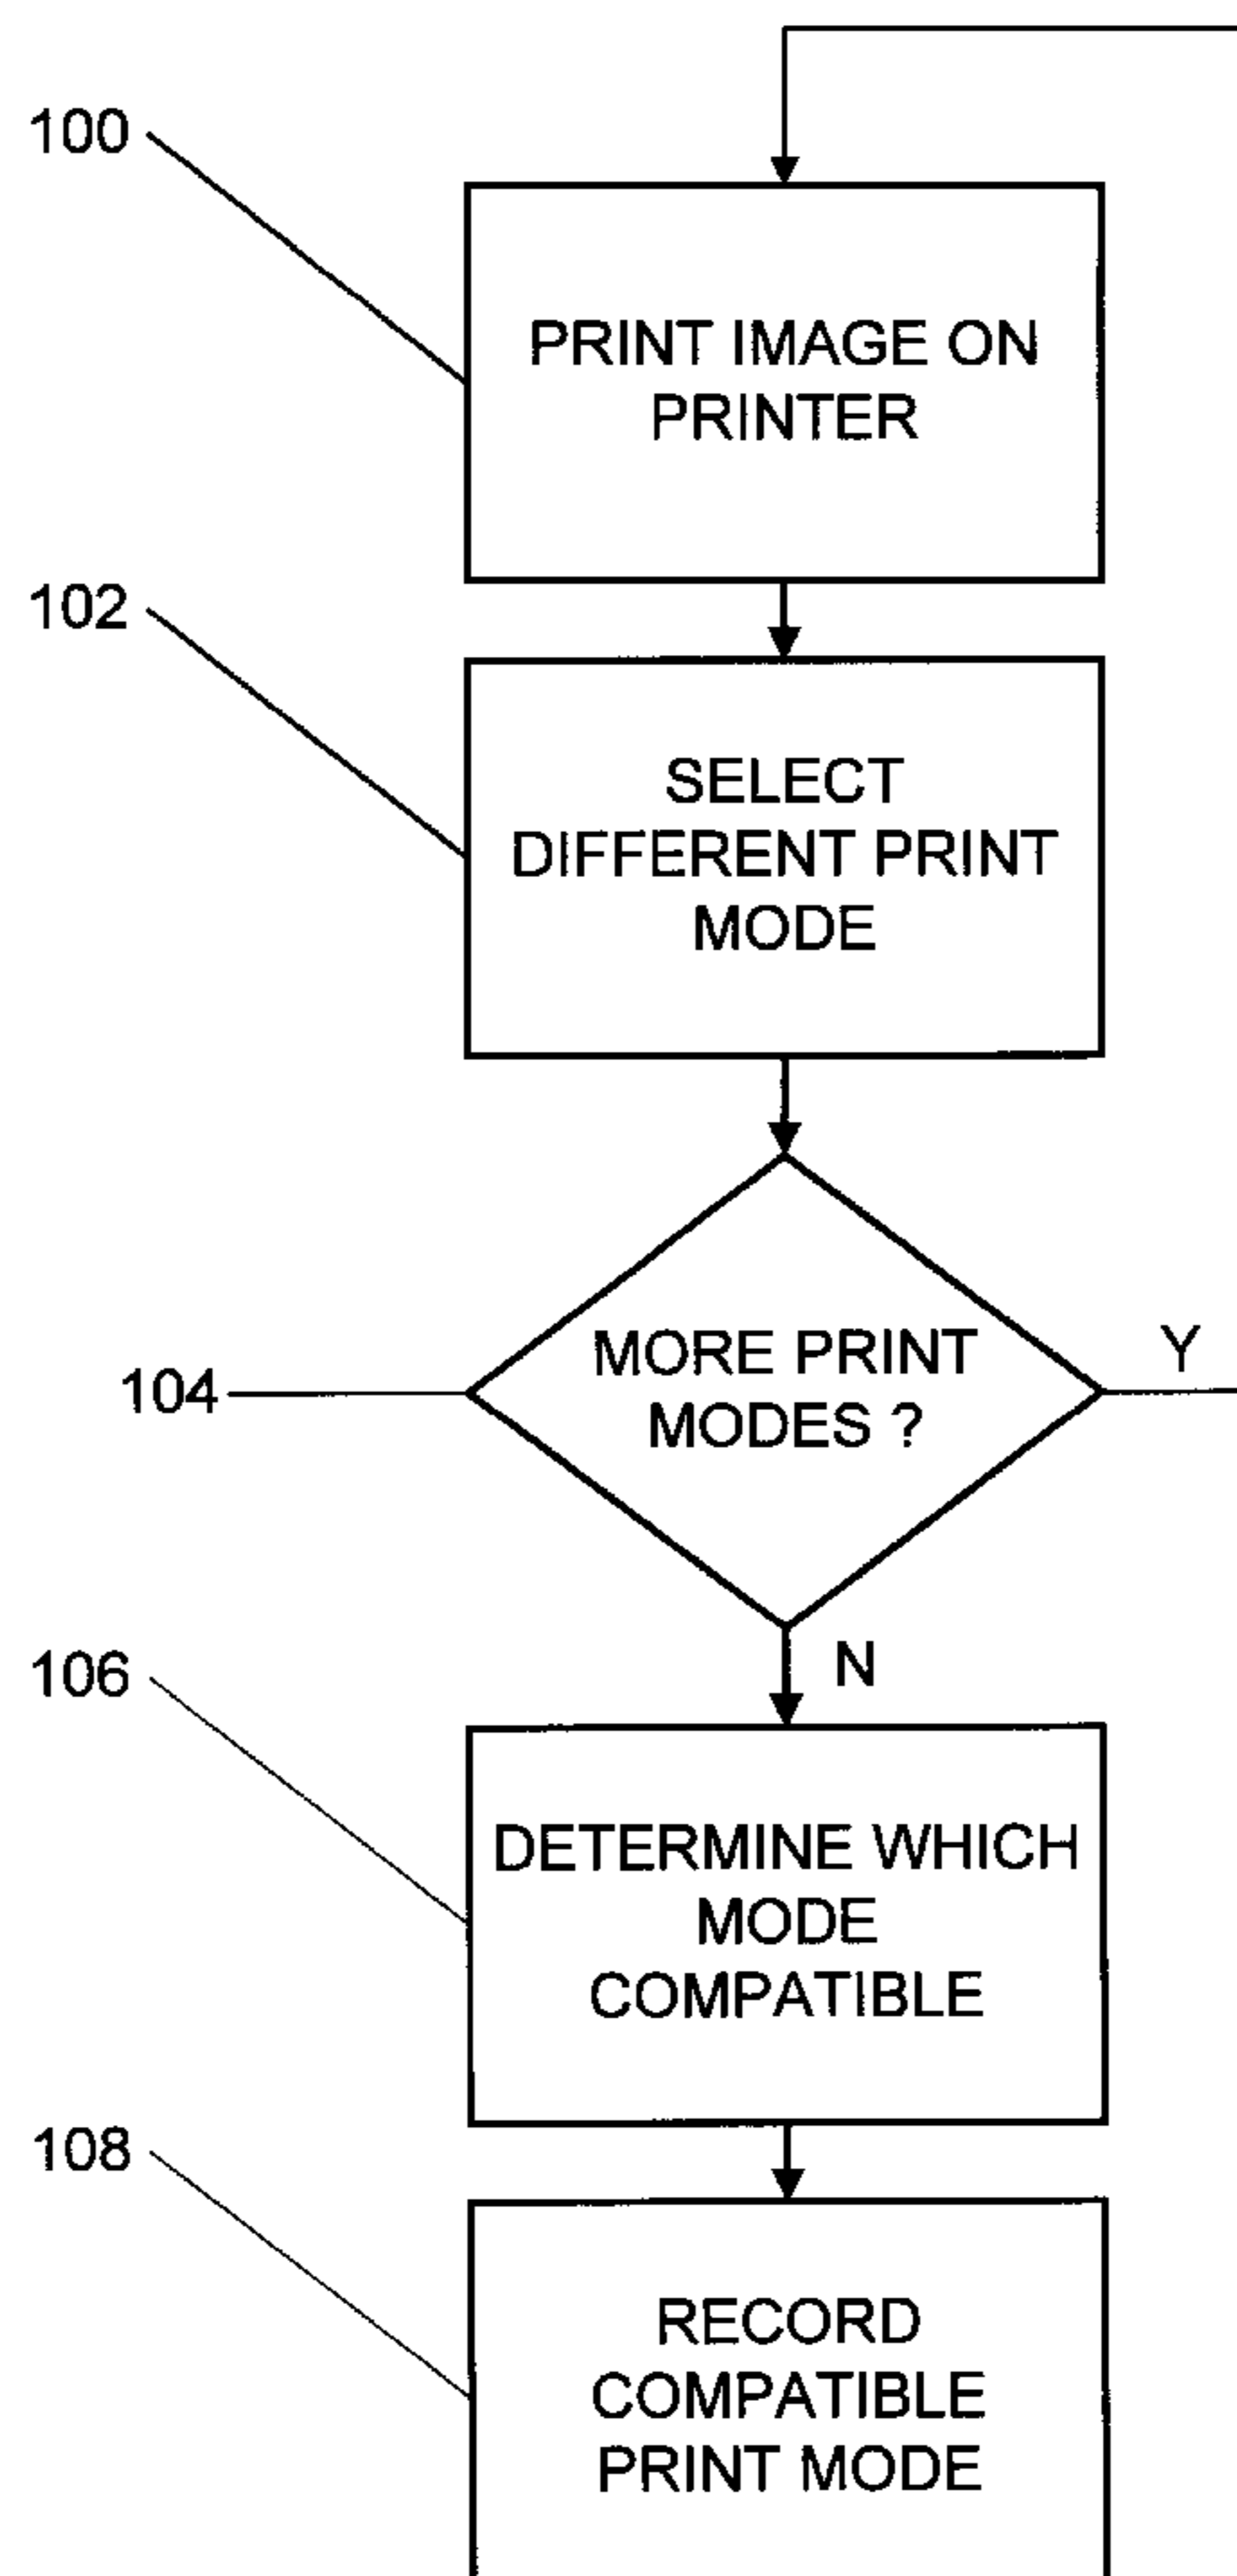 100
PRINT IMAGE ON
PRINTER
102
SELECT
DIFFERENT PRINT
MODE
MORE PRINT
MODES ?
Y
104
N
106
DETERMINE WHICH
MODE
COMPATIBLE
108
RECORD
COMPATIBLE
PRINT MODE